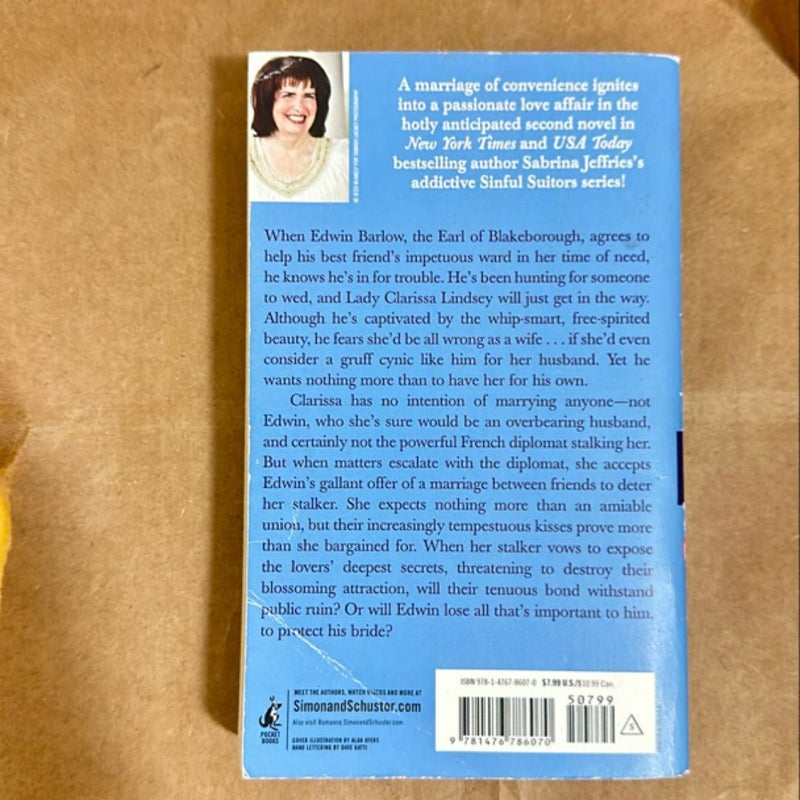 A marriage of convenience ignites
into a passionate love affair in the
hotly anticipated second novel in
New York Times and USA Today
bestselling author Sabrina Jeffries's
addictive Sinful Suitors series!
When Edwin Barlow, the Earl of Blakeborough, agrees to
help his best friend's impetuous ward in her time of need,
he knows he's in for trouble. He's been hunting for someone
to wed, and Lady Clarissa Lindsey will just get in the way.
Although he's captivated by the whip-smart, free-spirited
beauty, he fears she'd be all wrong as a wife . . . if she'd even
consider a gruff cynic like him for her husband. Yet he
wants nothing more than to have her for his own.
Clarissa has no intention of marrying anyone—not
Edwin, who she's sure would be an overbearing husband,
and certainly not the powerful French diplomat stalking her.
But when matters escalate with the diplomat, she accepts
Edwin's gallant offer of a marriage between friends to deter
her stalker. She expects nothing more than an amiable
union, but their increasingly tempestuous kisses prove more
than she bargained for. When her stalker vows to expose
the lovers' deepest secrets, threatening to destroy their
blossoming attraction, will their tenuous bond withstand
public ruin? Or will Edwin lose all that's important to him
to protect his bride?
POCKET
BOOKS
MEET THE AUTHORS, WATCH VIDEOS AND MORE AT
SimonandSchuster.com
Also visit Romance.SimonandSchuster.com
COVER ILLUSTRATION BY ALAN AYERS
HAND LETTERING BY DAVE GATTI
ISBN 978-1-4767-8607-0 $7.99 U.S./$10.99 Can.
50799
9 781476 786070
S